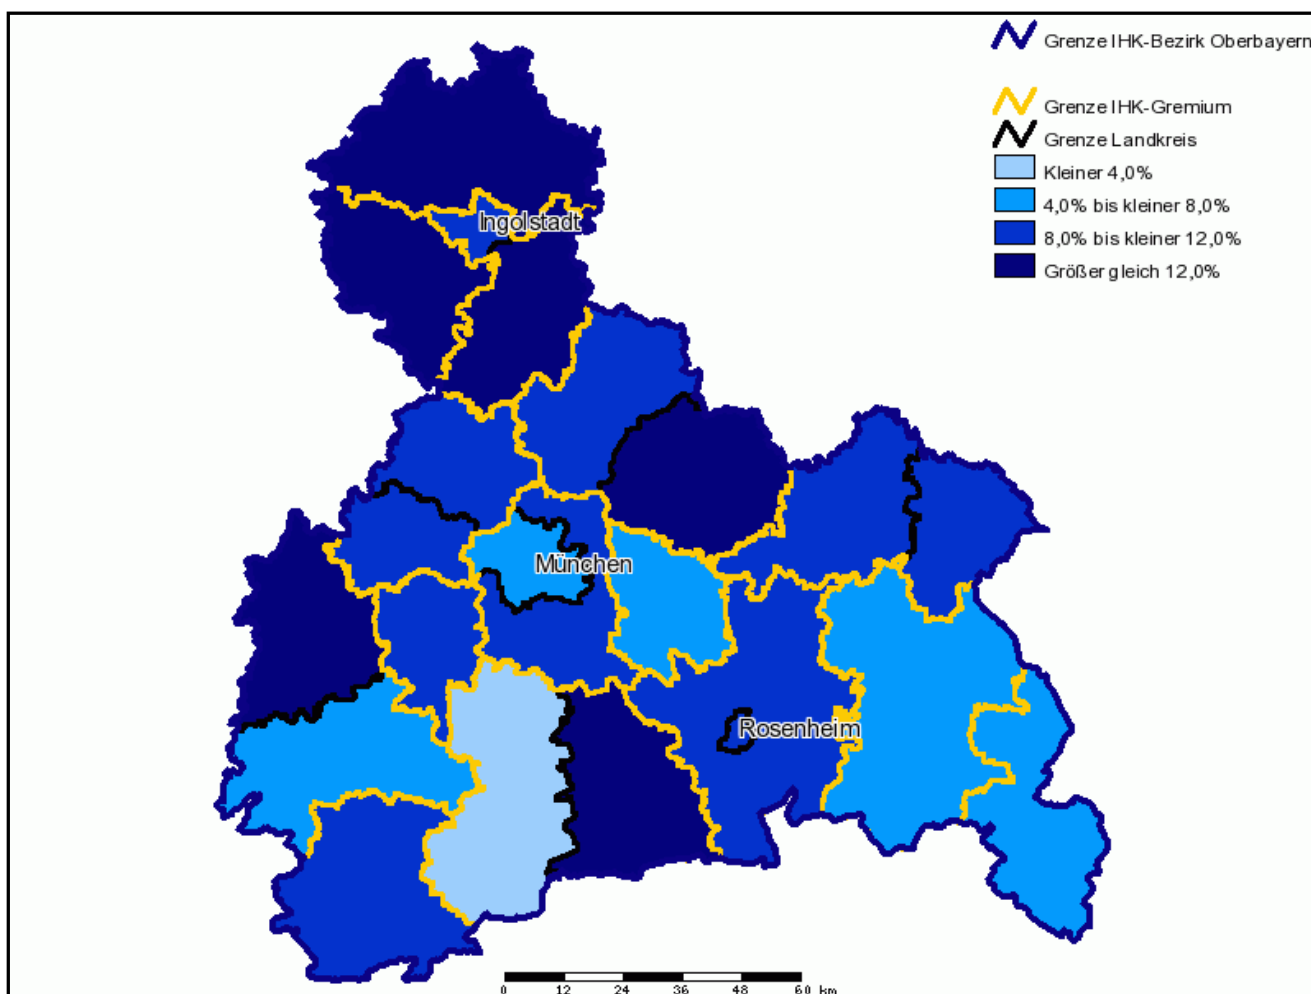 Grenze IHK-Bezirk Oberbayern
Grenze IHK-Gremium
Grenze Landkreis
Kleiner 4,0%
4,0% bis kleiner 8,0%
8,0% bis kleiner 12,0%
Größer gleich 12,0%
Ingolstadt
München
Rosenheim
0 12 24 36 48 60 km